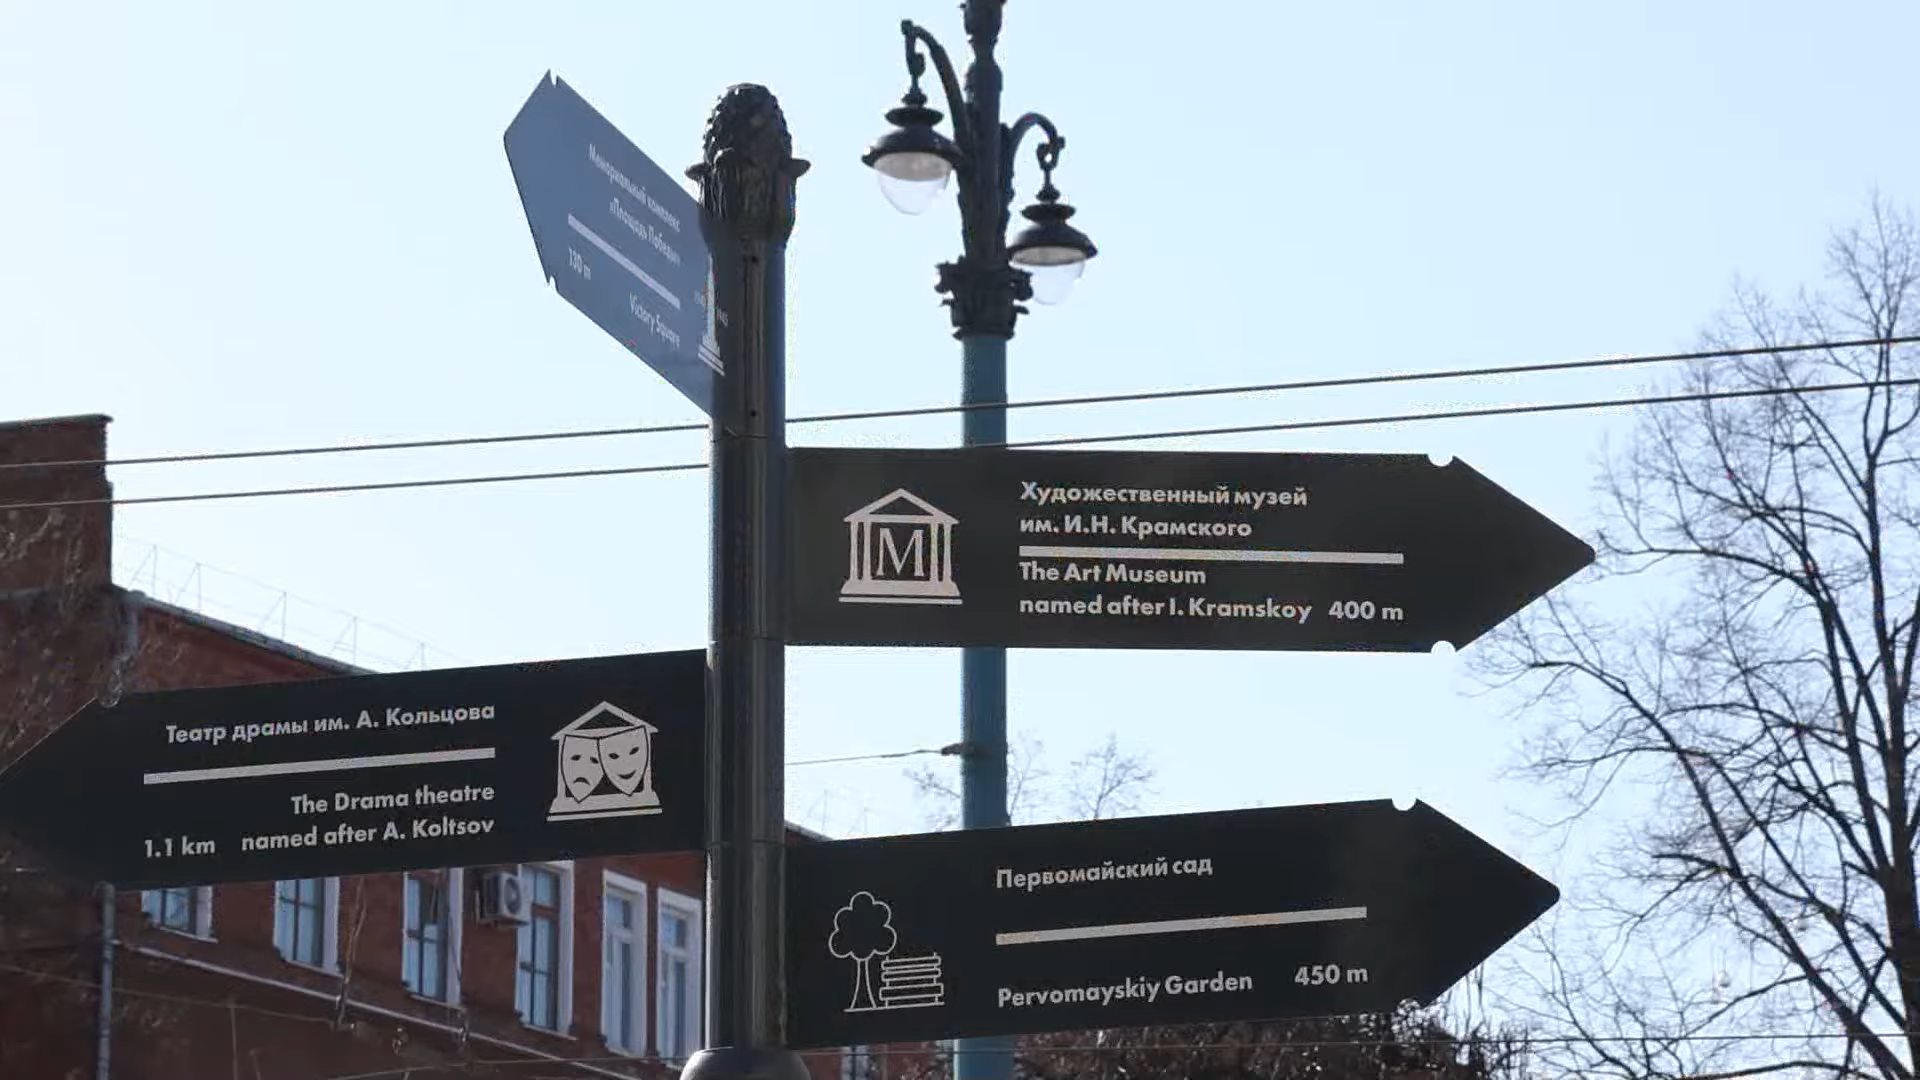 Мемориальный комплекс
«Площадь Победы»
130 m
Victory Square
M
Художественный музей
им. И.Н. Крамского
The Art Museum
named after I. Kramskoy 400 m
Театр драмы им. А. Кольцова
The Drama theatre
1.1 km named after A. Koltsov
Первомайский сад
Pervomayskiy Garden 450 m